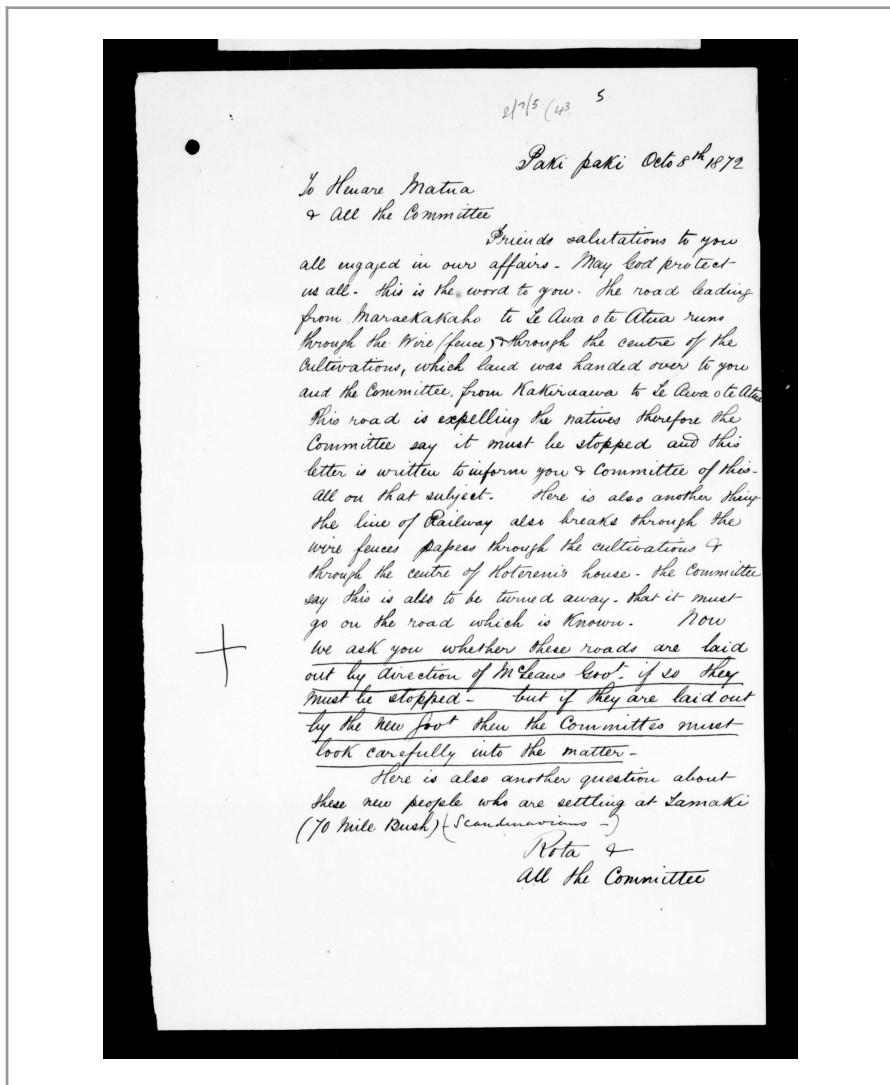 5
2/7/5 (43
Paki paki Octo 8th 1872
To Henare Matua
& All the Committee
Friends salutations to you
all engaged in our affairs - May God protect
us all - this is the word to you - the road leading
from Maraekakaho to Te Awa o te Atua runs
through the Wire (fence) & through the centre of the
Cultivations, which land was handed over to you
and the Committee, from Kakiraawa to Te Awa o te Atua
This road is expelling the natives therefore the
Committee say it must be stopped and this
letter is written to inform you & Committee of this -
All on that subject. Here is also another thing
the line of Railway also breaks through the
wire fences passess through the cultivations &
through the centre of Hoterenis house - the Committee
say this is also to be turned away - that it must
go on the road which is Known - Now
we ask you whether these roads are laid
out by direction of McLeans Govt. if so they
must be stopped - but if they are laid out
by the new Govt then the Committes must
look carefully into the matter -
Here is also another question about
these new people who are settling at Tamaki
(70 Mile Bush) (Scandinavians -)
Rota &
All the Committee